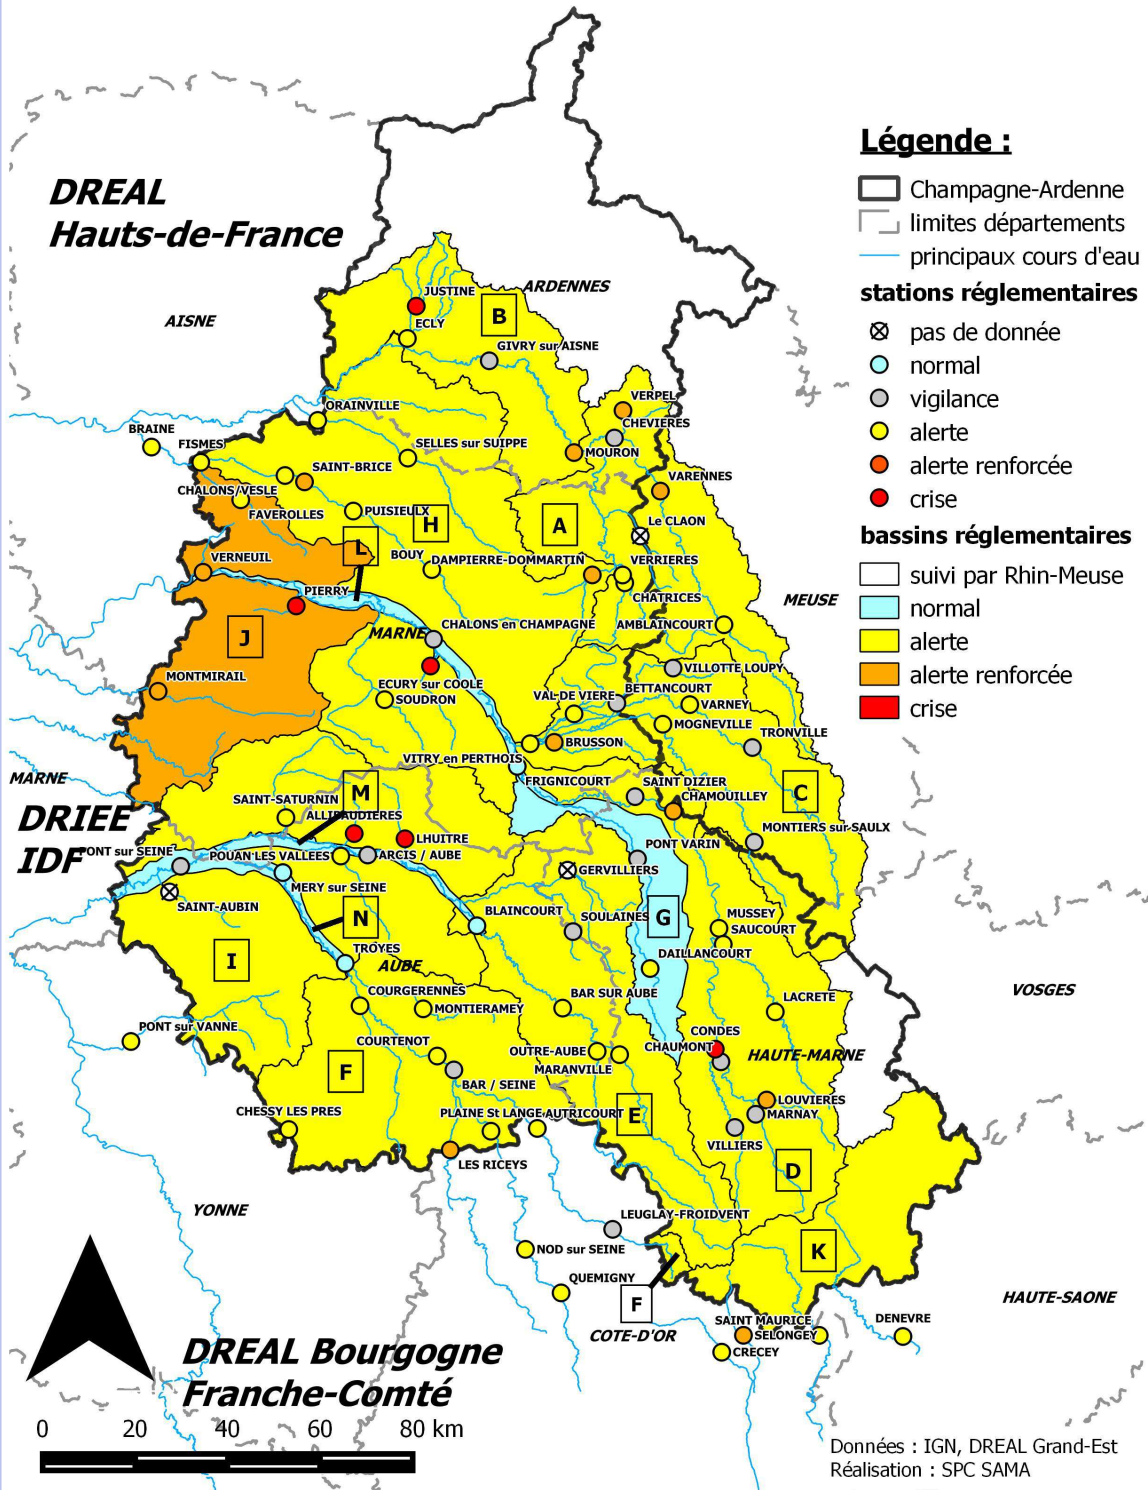 Légende :
Champagne-Ardenne
limites départements
principaux cours d'eau
stations réglementaires
pas de donnée
normal
vigilance
alerte
alerte renforcée
crise
bassins réglementaires
suivi par Rhin-Meuse
normal
alerte
alerte renforcée
crise
DREAL
Hauts-de-France
AISNE
ARDENNES
JUSTINE
B
ECLY
GIVRY sur AISNE
VERPEL
ORAINVILLE
CHEVIERES
BRAINE
FISMES
SELLES sur SUIPPE
MOURON
SAINT-BRICE
VARENNES
CHALONS/VESLE
FAVEROLLES
PUISIEULX
H
A
Le CLAON
L
BOUY
DAMPIERRE-DOMMARTIN
VERNEUIL
VERRIERES
PIERRY
CHATRICES
MEUSE
J
MARNE
CHALONS en CHAMPAGNE
AMBLAINCOURT
MONTMIRAIL
VILLOTTE LOUPY
ECURY sur COOLE
SOUDRON
VAL DE VIERE
BETTANCOURT
VARNEY
MOGNEVILLE
BRUSSON
TRONVILLE
VITRY en PERTHOIS
MARNE
FRIGNICOURT
SAINT DIZIER
CHAMOUILLEY
C
SAINT-SATURNIN
M
DRIEE
IDF
ALLIBAUDIERES
LHUITRE
MONTIERS sur SAULX
PONT sur SEINE
POUAN LES VALLEES
ARCIS / AUBE
PONT VARIN
GERVILLIERS
MERY sur SEINE
SAINT-AUBIN
BLAINCOURT
SOULAINES
G
MUSSEY
SAUCOURT
N
TROYES
I
AUBE
DAILLANCOURT
VOSGES
COURGERENNES
BAR SUR AUBE
LACRETE
MONTIERAMEY
PONT sur VANNE
CONDES
COURTENOT
OUTRE-AUBE
CHAUMONT
HAUTE-MARNE
MARANVILLE
F
BAR / SEINE
LOUVIERES
MARNAY
CHESSY LES PRES
PLAINE St LANGE
AUTRICOURT
E
VILLIERS
LES RICEYS
D
YONNE
LEUGLAY-FROIDVENT
NOD sur SEINE
K
QUEMIGNY
F
HAUTE-SAONE
COTE-D'OR
SAINT MAURICE
SELONGEY
DENEVRE
CRECEY
DREAL Bourgogne
Franche-Comté
0 20 40 60 80 km
Données : IGN, DREAL Grand-Est
Réalisation : SPC SAMA